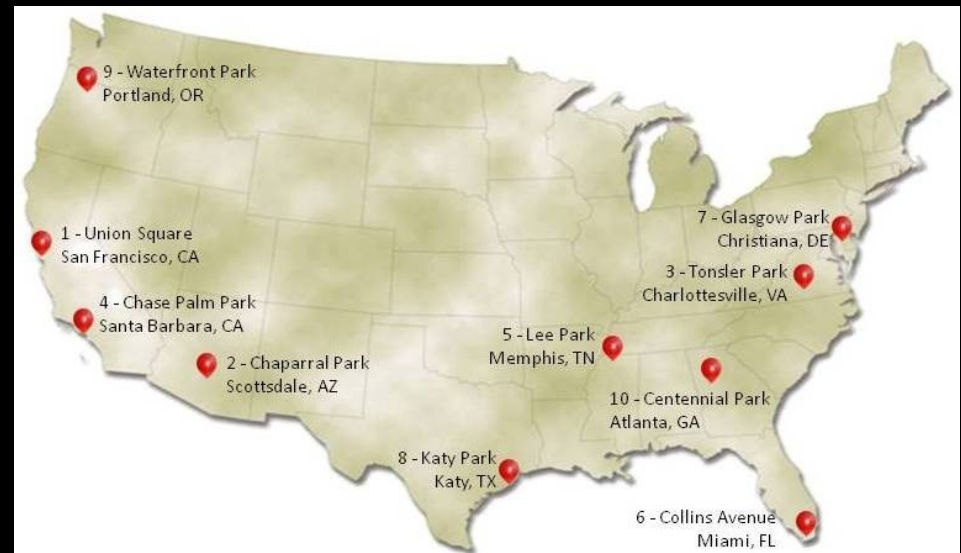 9 - Waterfront Park
Portland, OR
1 - Union Square
San Francisco, CA
4 - Chase Palm Park
Santa Barbara, CA
2 - Chaparral Park
Scottsdale, AZ
7 - Glasgow Park
Christiana, DE
3 - Tonsler Park
Charlottesville, VA
5 - Lee Park
Memphis, TN
10 - Centennial Park
Atlanta, GA
8 - Katy Park
Katy, TX
6 - Collins Avenue
Miami, FL